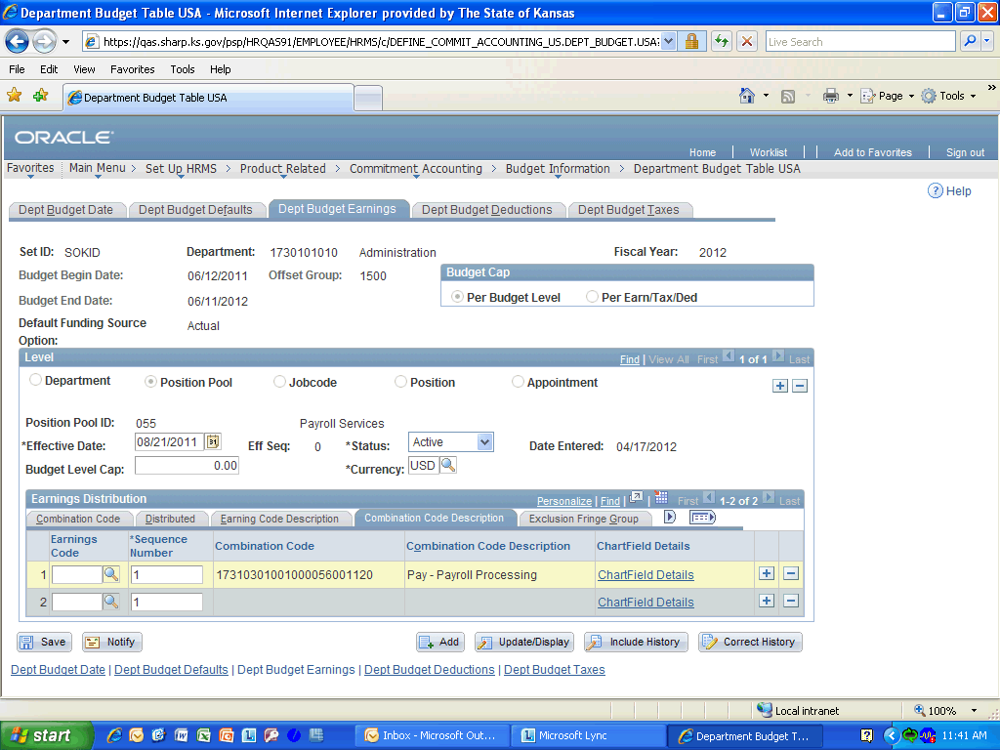 Department Budget Table USA - Microsoft Internet Explorer provided by The State of Kansas
https://qas.sharp.ks.gov/psp/HRQAS91/EMPLOYEE/HRMS/c/DEFINE_COMMIT_ACCOUNTING_US.DEPT_BUDGET.USA?
Live Search
File Edit View Favorites Tools Help
Department Budget Table USA
Page Tools
ORACLE
Home Worklist Add to Favorites Sign out
Favorites Main Menu > Set Up HRMS > Product Related > Commitment Accounting > Budget Information > Department Budget Table USA
? Help
Dept Budget Date Dept Budget Defaults Dept Budget Earnings Dept Budget Deductions Dept Budget Taxes
Set ID: SOKID Department: 1730101010 Administration Fiscal Year: 2012
Budget Begin Date: 06/12/2011 Offset Group: 1500 Budget Cap
Per Budget Level Per Earn/Tax/Ded
Budget End Date: 06/11/2012
Default Funding Source Option: Actual
Level Find | View All First 1 of 1 Last
Department Position Pool Jobcode Position Appointment
Position Pool ID: 055 Payroll Services
*Effective Date: 08/21/2011 31 Eff Seq: 0 *Status: Active Date Entered: 04/17/2012
Budget Level Cap: 0.00 *Currency: USD
Earnings Distribution Personalize | Find | First 1-2 of 2 Last
Combination Code Distributed Earning Code Description Combination Code Description Exclusion Fringe Group
Earnings Code *Sequence Number Combination Code Combination Code Description ChartField Details
1 1 17310301001000056001120 Pay - Payroll Processing ChartField Details
2 1 ChartField Details
Save Notify Add Update/Display Include History Correct History
Dept Budget Date | Dept Budget Defaults | Dept Budget Earnings | Dept Budget Deductions | Dept Budget Taxes
Local intranet 100%
start Inbox - Microsoft Out... Microsoft Lync Department Budget T... 11:41 AM